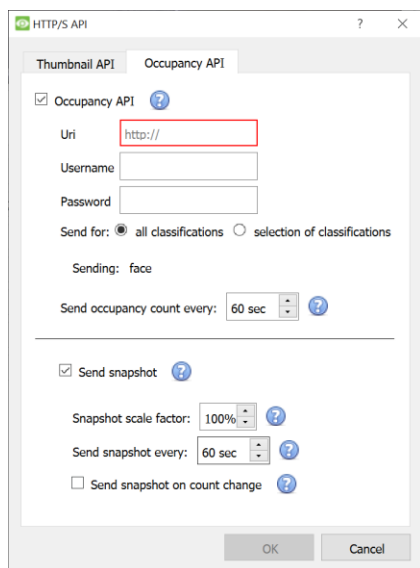 HTTP/S API ? ×
Thumbnail API Occupancy API
Occupancy API ?
Uri http://
Username
Password
Send for: all classifications selection of classifications
Sending: face
Send occupancy count every: 60 sec ?
Send snapshot ?
Snapshot scale factor: 100% ?
Send snapshot every: 60 sec ?
Send snapshot on count change ?
OK Cancel